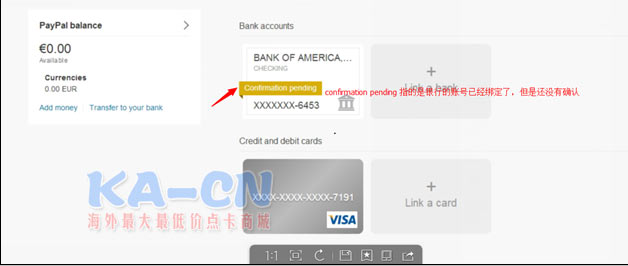 PayPal balance
€0.00
Available
Currencies
0.00 EUR
Add money Transfer to your bank
Bank accounts
BANK OF AMERICA,...
CHECKING
Confirmation pending
XXXXXXX-6453
Link a bank
confirmation pending 指的是银行的账号已经绑定了，但是还没有确认
Credit and debit cards
XXXX-XXXX-XXXX-7191
VISA
Link a card
KA-CN
海外最大最低价点卡商城
1:1